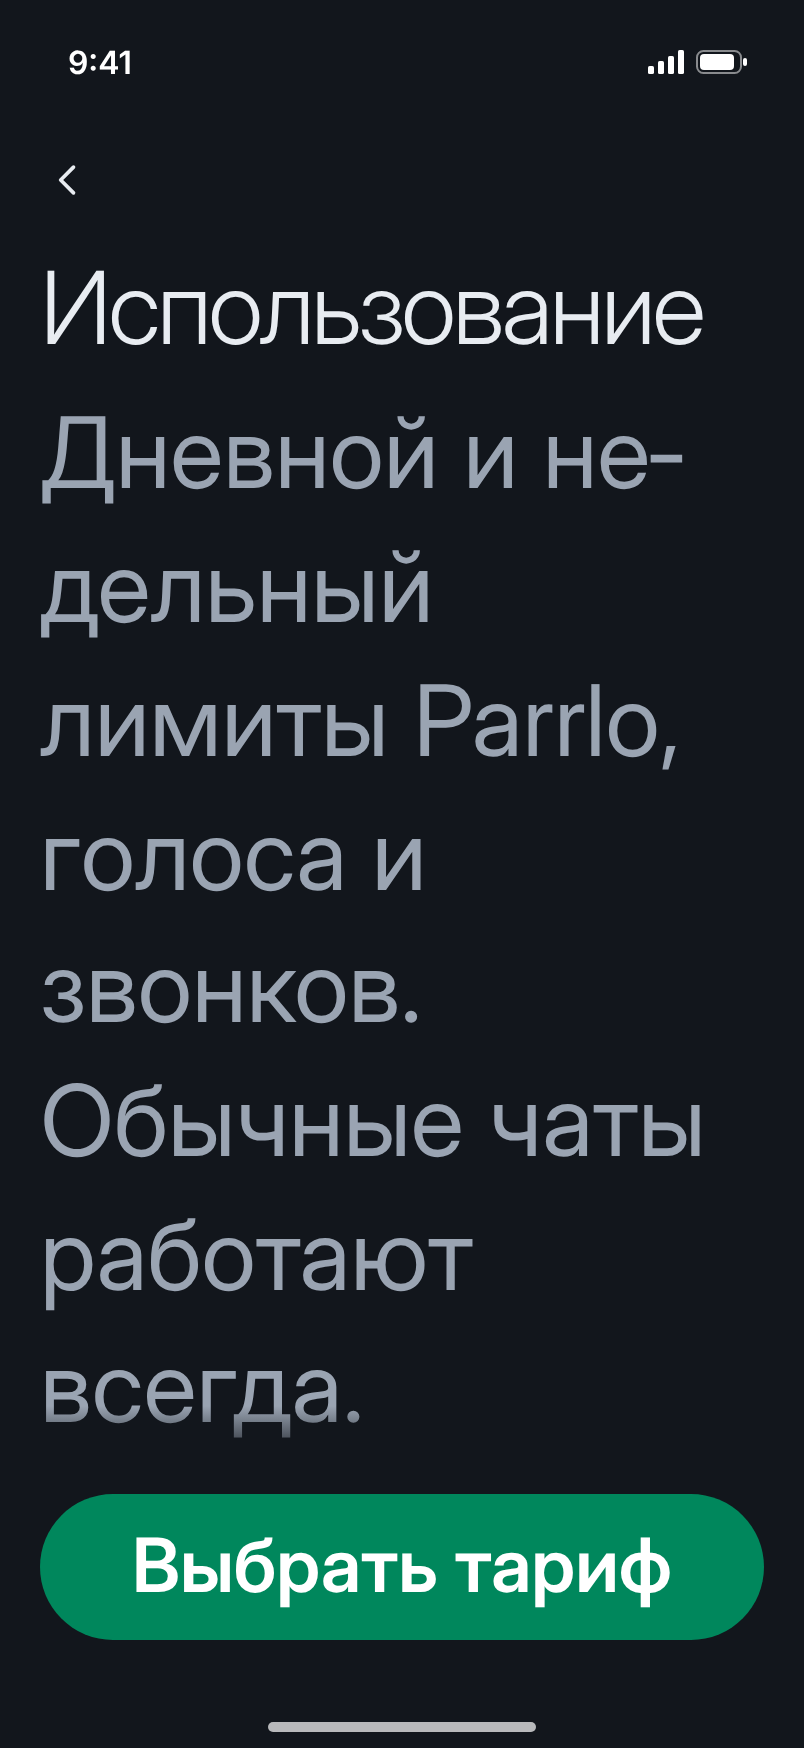 9:41
Использование
Дневной и не-
дельный
лимиты Parrlo,
голоса и
звонков.
Обычные чаты
работают
всегда.
Выбрать тариф